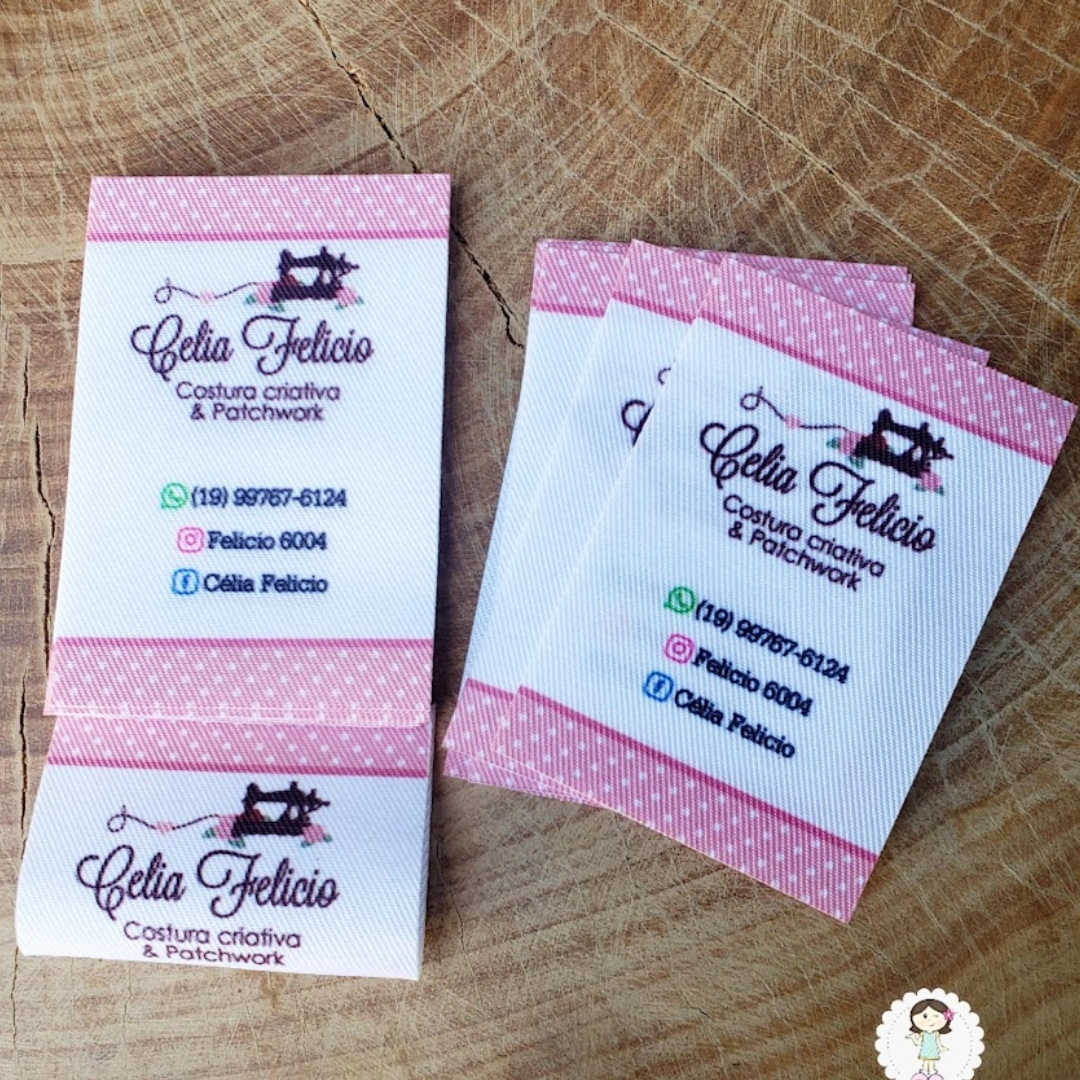 Celia Felicio
Costura criativa
& Patchwork
(19) 99767-6124
Felicio 6004
Célia Felicio
Celia Felicio
Costura criativa
& Patchwork
Celia Felicio
Costura criativa
& Patchwork
(19) 99767-6124
Felicio 6004
Célia Felicio